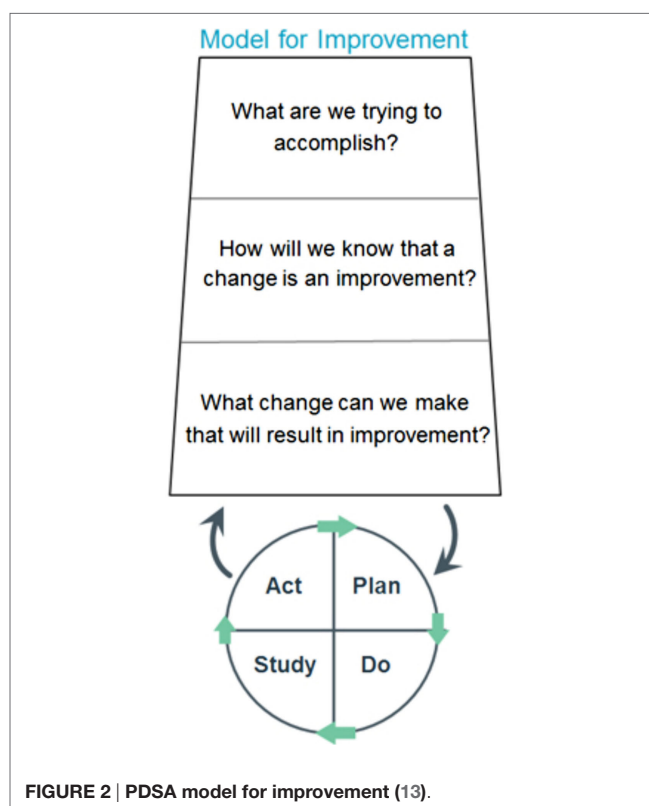 Model for Improvement
What are we trying to
accomplish?
How will we know that a
change is an improvement?
What change can we make
that will result in improvement?
Act
Plan
Study
Do
FIGURE 2 | PDSA model for improvement (13).